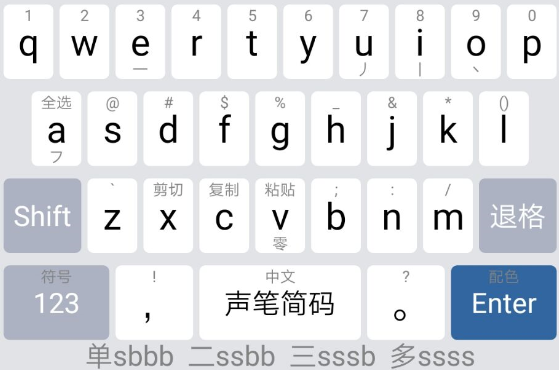 1 2 3 4 5 6 7 8 9 0
q w e r t y u i o p
一 丿 丨 丶
全选 @ # $ % _ & * ()
a s d f g h j k l
フ
` 剪切 复制 粘贴 ; : /
Shift z x c v b n m 退格
零
符号 ! 中文 ? 配色
123 , 声笔简码 。 Enter
单sbbb 二ssbb 三sssb 多ssss